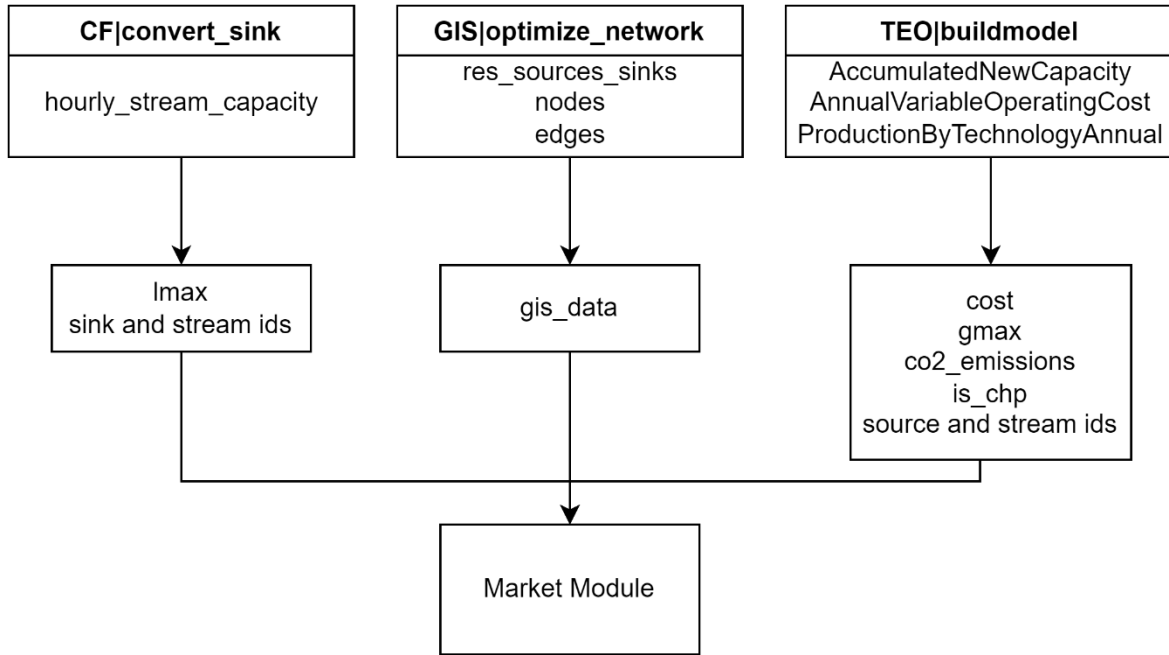 CF|convert_sink
hourly_stream_capacity
GIS|optimize_network
res_sources_sinks
nodes
edges
TEO|buildmodel
AccumulatedNewCapacity
AnnualVariableOperatingCost
ProductionByTechnologyAnnual
lmax
sink and stream ids
gis_data
cost
gmax
co2_emissions
is_chp
source and stream ids
Market Module